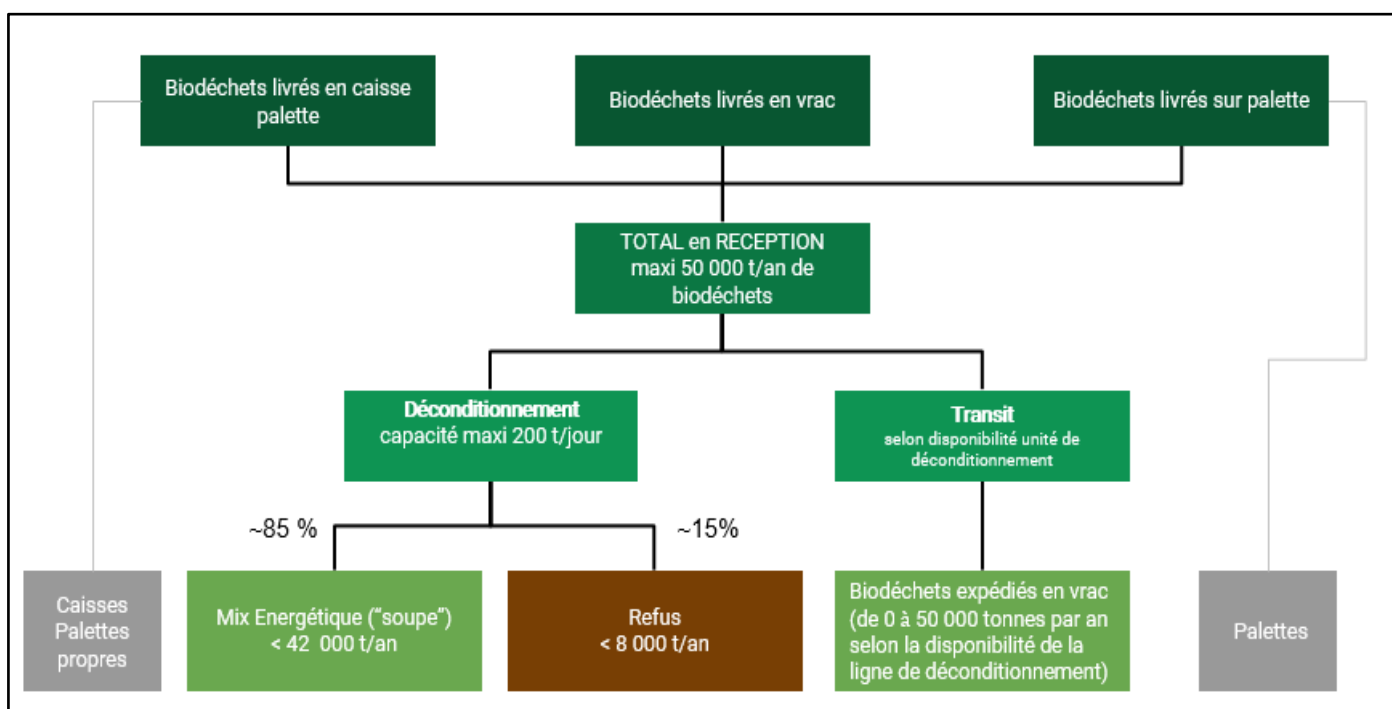 Biodéchets livrés en caisse
palette
Biodéchets livrés en vrac
Biodéchets livrés sur palette
TOTAL en RECEPTION
maxi 50 000 t/an de
biodéchets
Déconditionnement
capacité maxi 200 t/jour
Transit
selon disponibilité unité de
déconditionnement
~85 %
~15%
Caisses
Palettes
propres
Mix Energétique (“soupe”)
< 42 000 t/an
Refus
< 8 000 t/an
Biodéchets expédiés en vrac
(de 0 à 50 000 tonnes par an
selon la disponibilité de la
ligne de déconditionnement)
Palettes